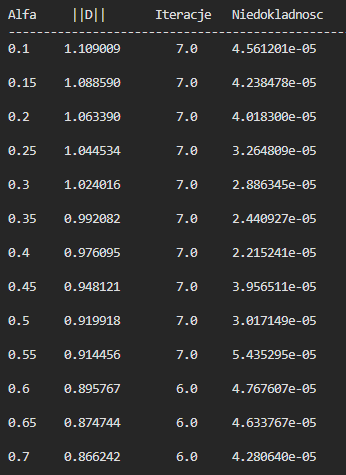 Alfa ||D|| Iteracje Niedokladnosc
------------------------------------------------
0.1 1.109009 7.0 4.561201e-05
0.15 1.088590 7.0 4.238478e-05
0.2 1.063390 7.0 4.018300e-05
0.25 1.044534 7.0 3.264809e-05
0.3 1.024016 7.0 2.886345e-05
0.35 0.992082 7.0 2.440927e-05
0.4 0.976095 7.0 2.215241e-05
0.45 0.948121 7.0 3.956511e-05
0.5 0.919918 7.0 3.017149e-05
0.55 0.914456 7.0 5.435295e-05
0.6 0.895767 6.0 4.767607e-05
0.65 0.874744 6.0 4.633767e-05
0.7 0.866242 6.0 4.280640e-05